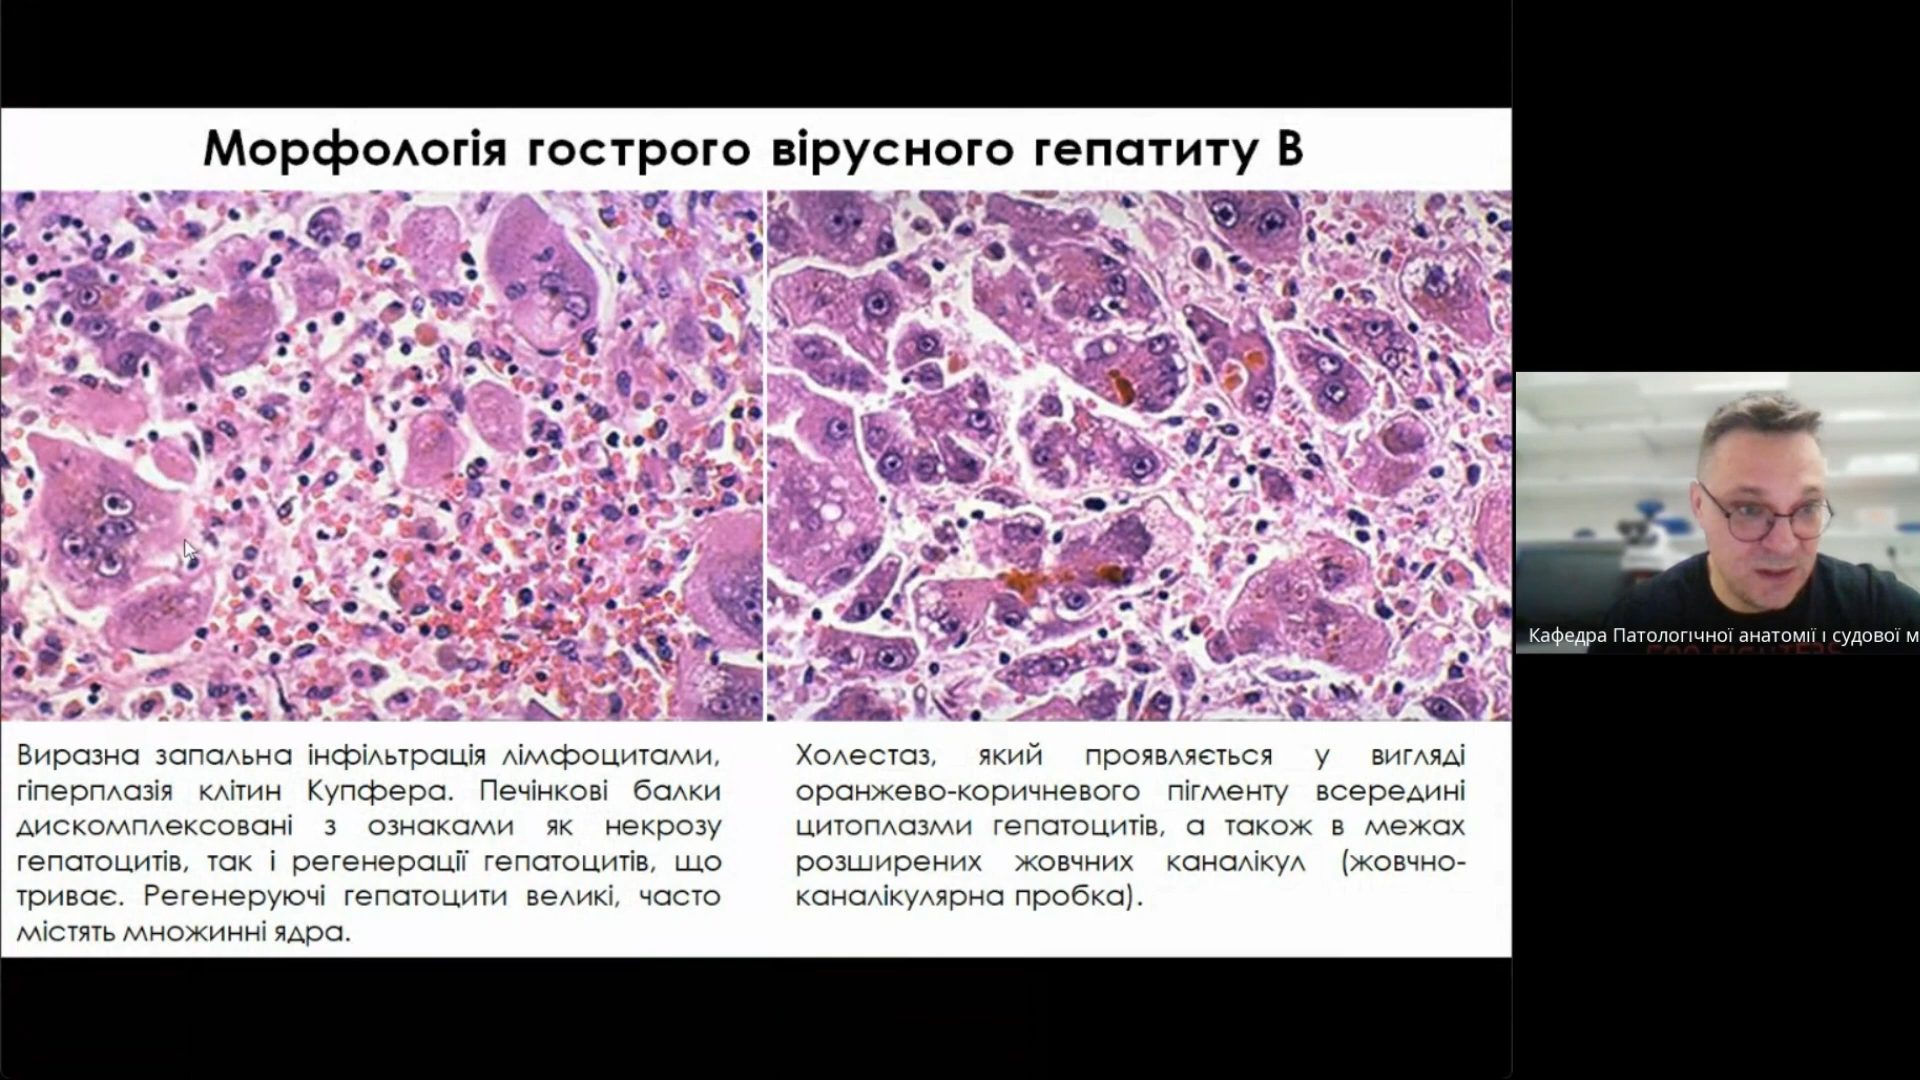 Морфологія гострого вірусного гепатиту В
Виразна запальна інфільтрація лімфоцитами,
гіперплазія клітин Купфера. Печінкові балки
дискомплексовані з ознаками як некрозу
гепатоцитів, так і регенерації гепатоцитів, що
триває. Регенеруючі гепатоцити великі, часто
містять множинні ядра.
Холестаз, який проявляється у вигляді
оранжево-коричневого пігменту всередині
цитоплазми гепатоцитів, а також в межах
розширених жовчних каналікул (жовчно-
каналікулярна пробка).
Кафедра Патологічної анатомії і судової м
FOO FIGHTERS